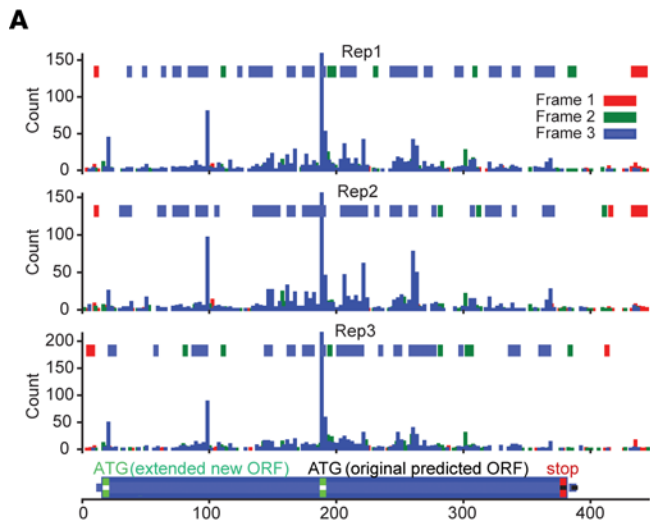 A
Rep1
150
100
50
0
Count
Frame 1
Frame 2
Frame 3
Rep2
150
100
50
0
Count
Rep3
200
150
100
50
0
Count
ATG (extended new ORF) ATG (original predicted ORF) stop
0 100 200 300 400